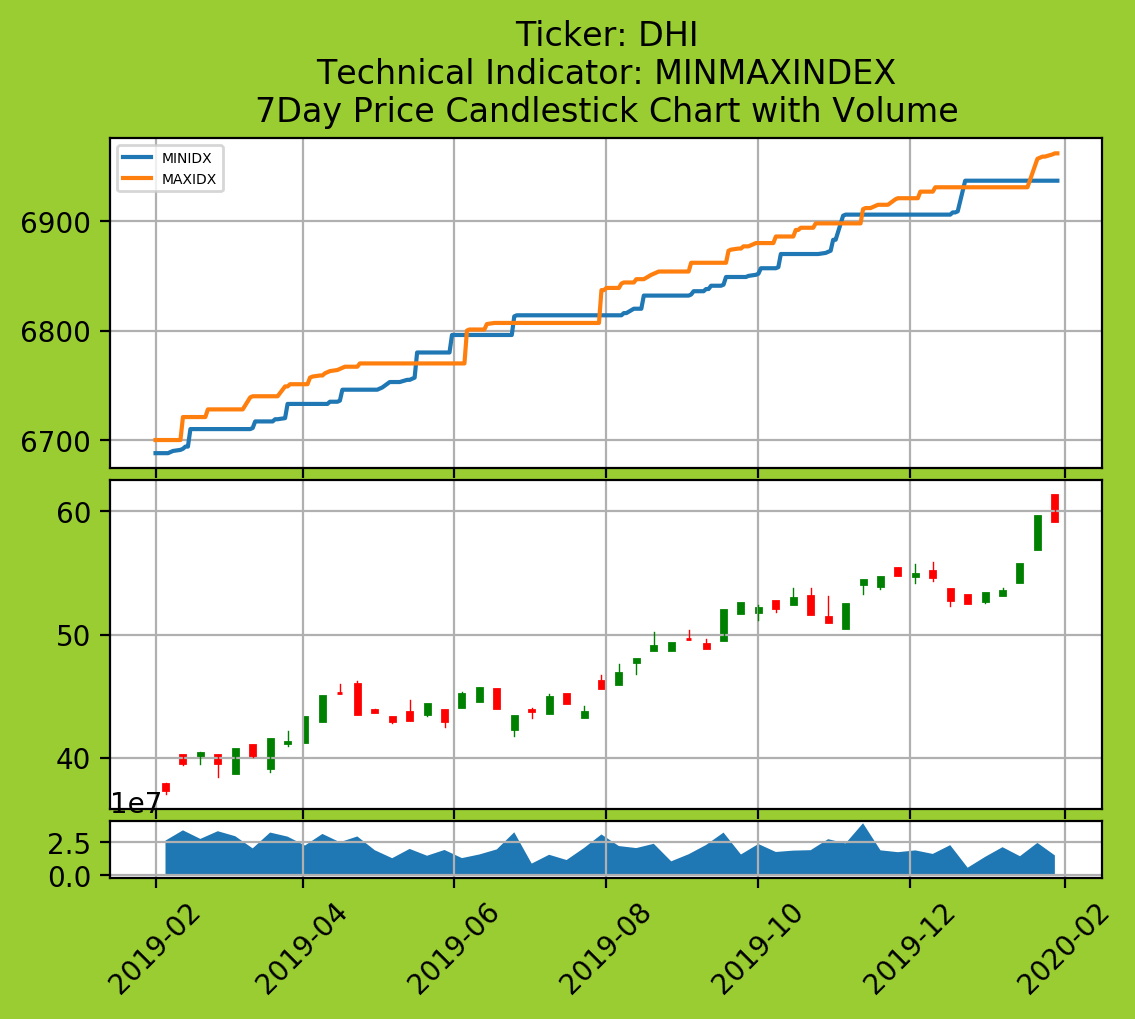 Ticker: DHI
Technical Indicator: MINMAXINDEX
7Day Price Candlestick Chart with Volume
MINIDX
MAXIDX
6900
6800
6700
60
50
40
1e7
2.5
0.0
2019-02
2019-04
2019-06
2019-08
2019-10
2019-12
2020-02